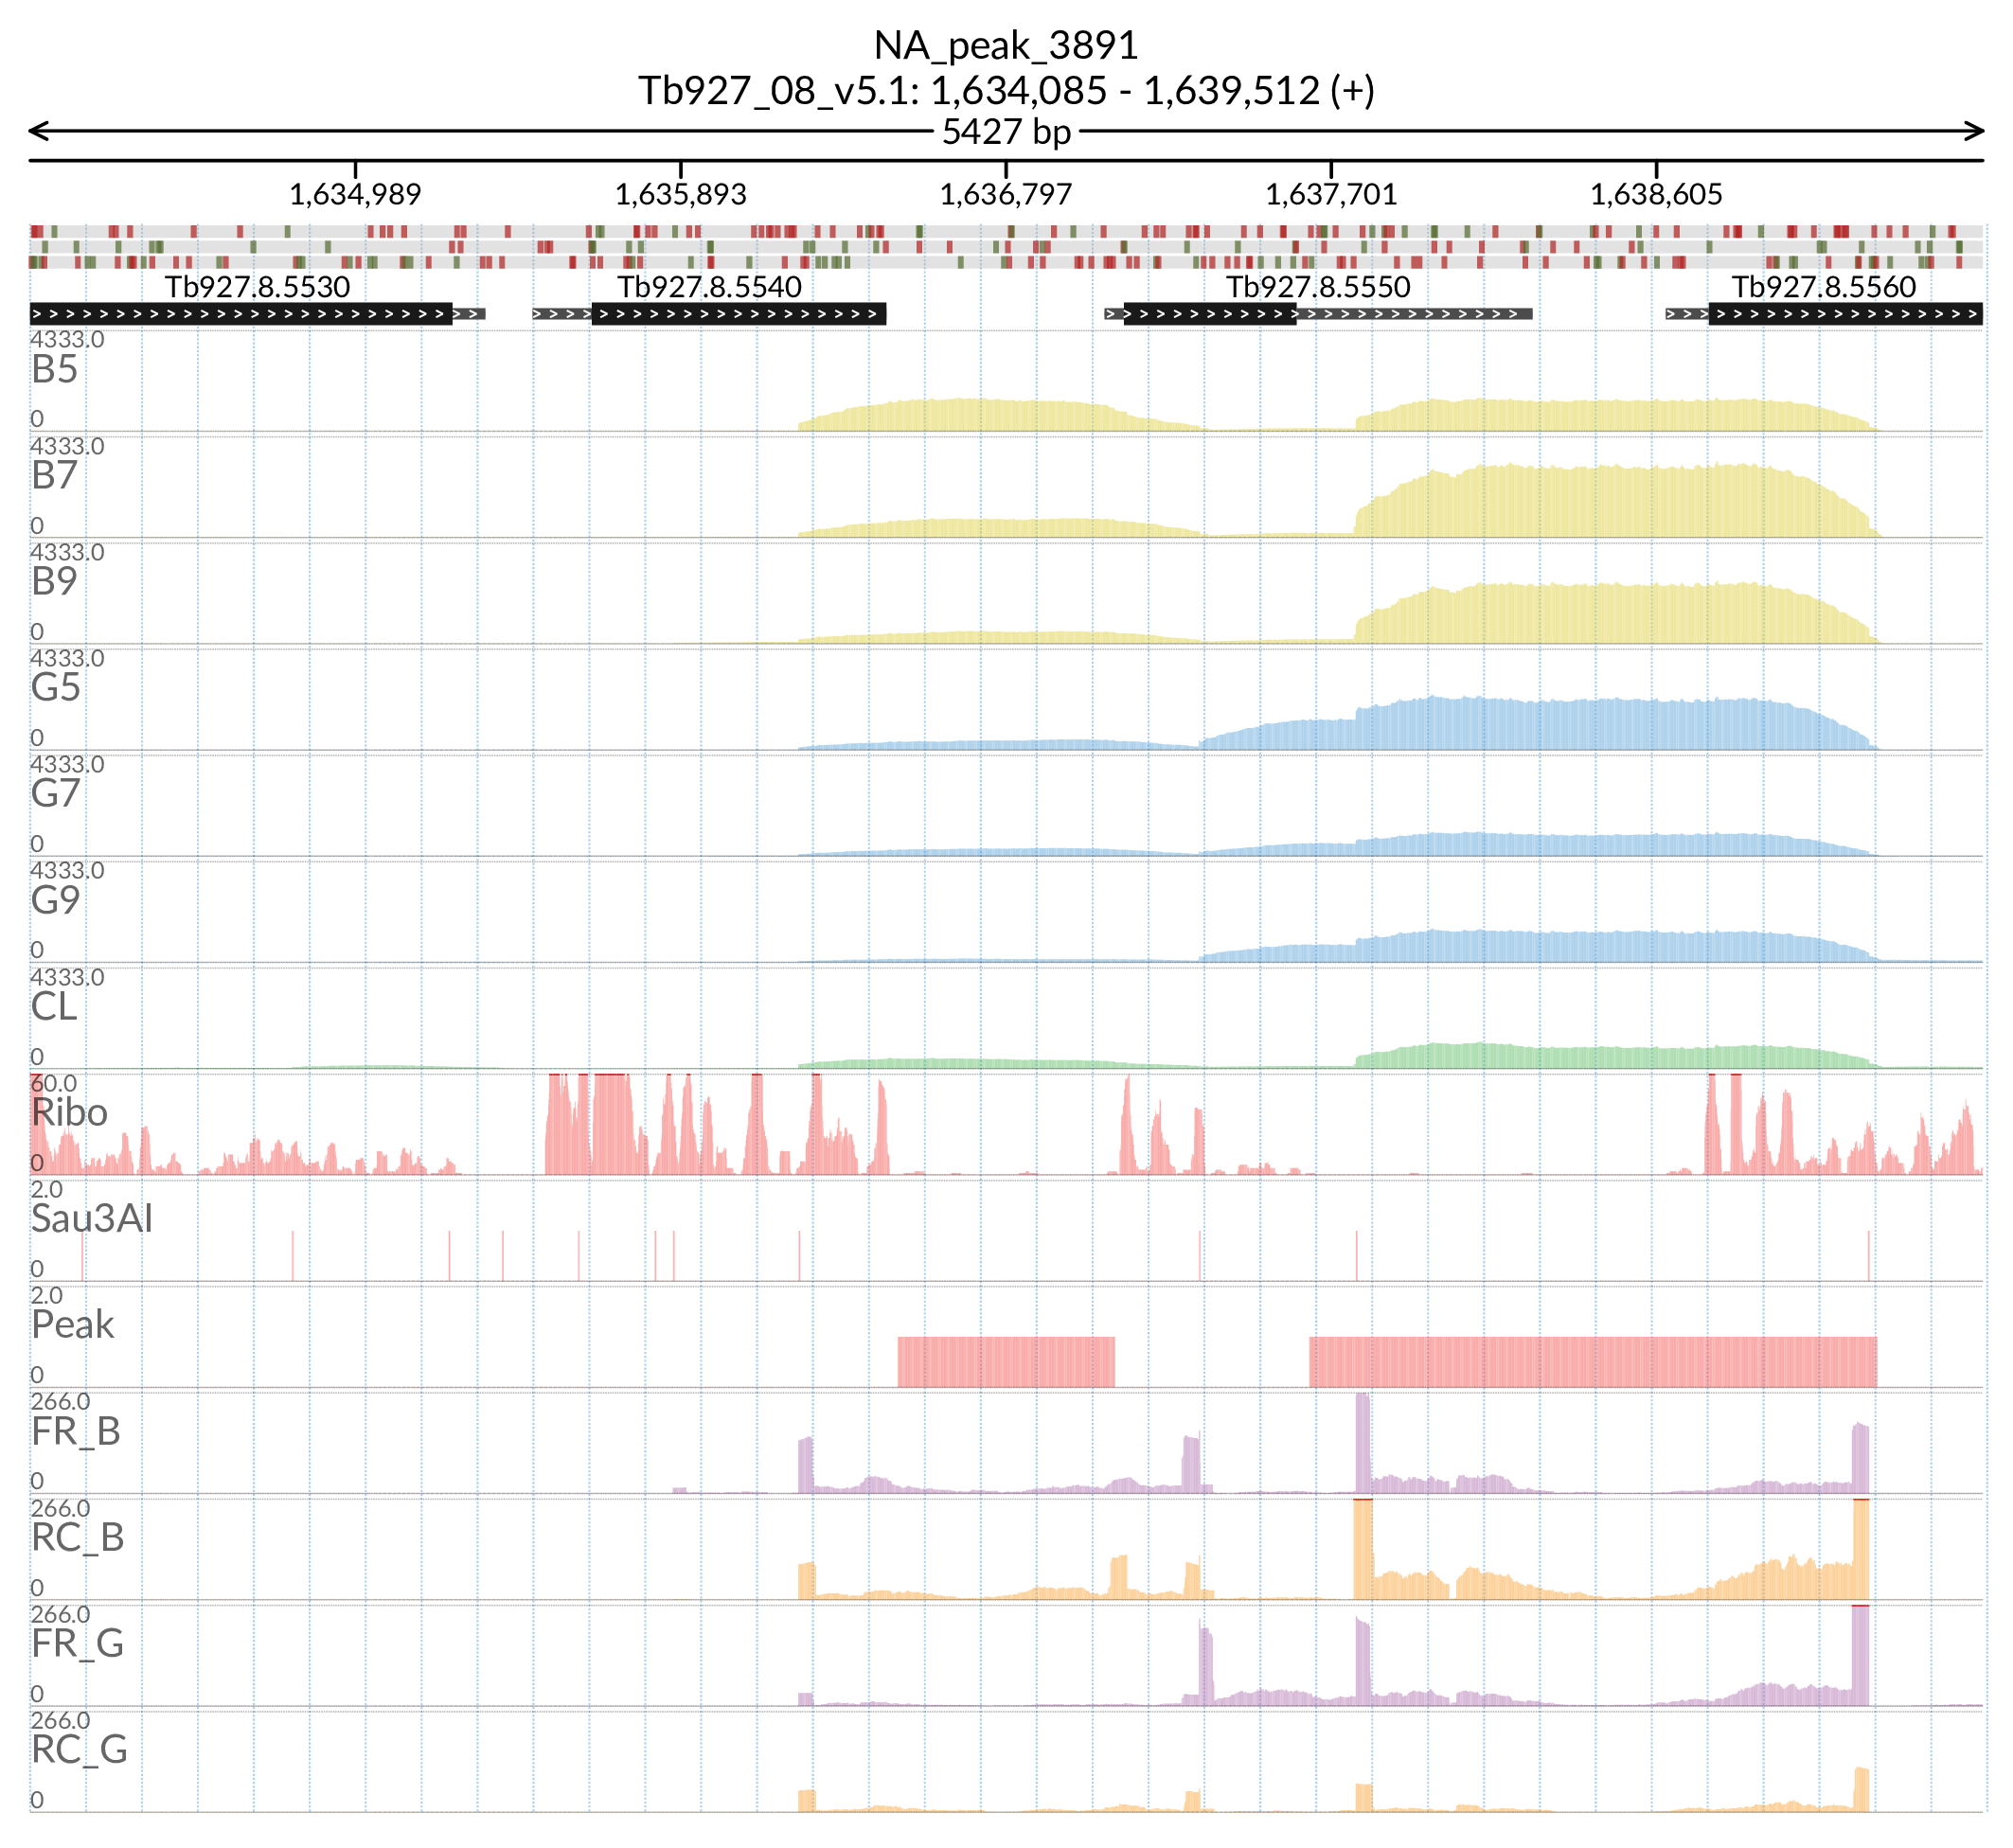 NA_peak_3891
Tb927_08_v5.1: 1,634,085 - 1,639,512 (+)
5427 bp
1,634,989 1,635,893 1,636,797 1,637,701 1,638,605
Tb927.8.5530 Tb927.8.5540 Tb927.8.5550 Tb927.8.5560
4333.0
B5
0
4333.0
B7
0
4333.0
B9
0
4333.0
G5
0
4333.0
G7
0
4333.0
G9
0
4333.0
CL
0
60.0
Ribo
0
2.0
Sau3AI
0
2.0
Peak
0
266.0
FR_B
0
266.0
RC_B
0
266.0
FR_G
0
266.0
RC_G
0